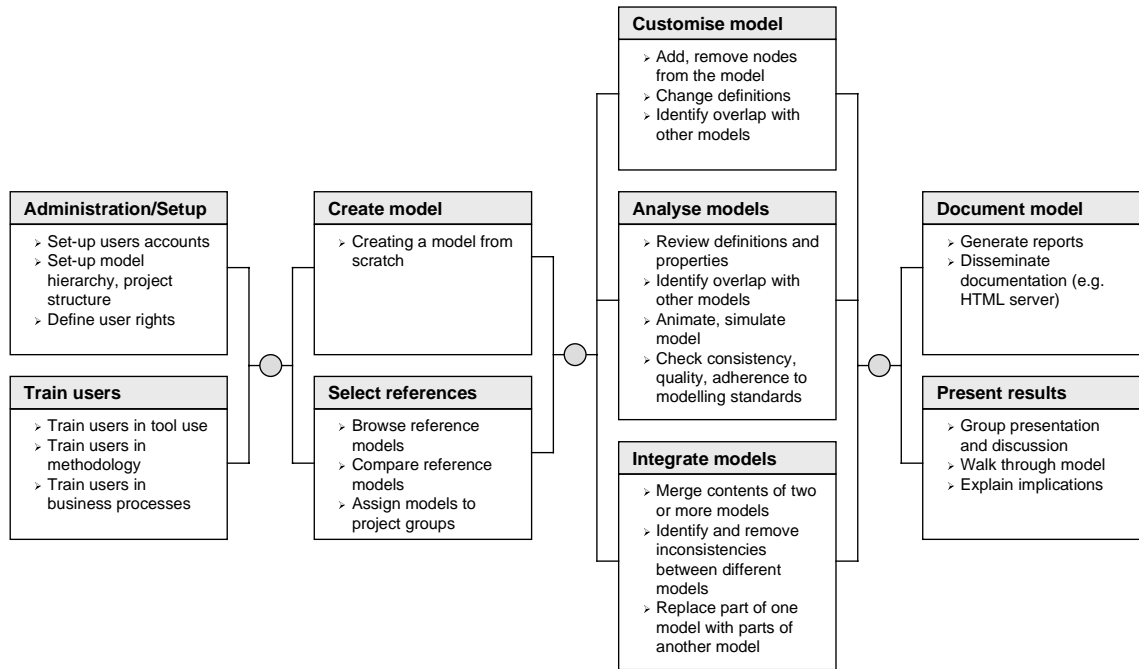 Administration/Setup
➢ Set-up users accounts
➢ Set-up model
hierarchy, project
structure
➢ Define user rights
Train users
➢ Train users in tool use
➢ Train users in
methodology
➢ Train users in
business processes
Create model
➢ Creating a model from
scratch
Select references
➢ Browse reference
models
➢ Compare reference
models
➢ Assign models to
project groups
Customise model
➢ Add, remove nodes
from the model
➢ Change definitions
➢ Identify overlap with
other models
Analyse models
➢ Review definitions and
properties
➢ Identify overlap with
other models
➢ Animate, simulate
model
➢ Check consistency,
quality, adherence to
modelling standards
Integrate models
➢ Merge contents of two
or more models
➢ Identify and remove
inconsistencies
between different
models
➢ Replace part of one
model with parts of
another model
Document model
➢ Generate reports
➢ Disseminate
documentation (e.g.
HTML server)
Present results
➢ Group presentation
and discussion
➢ Walk through model
➢ Explain implications